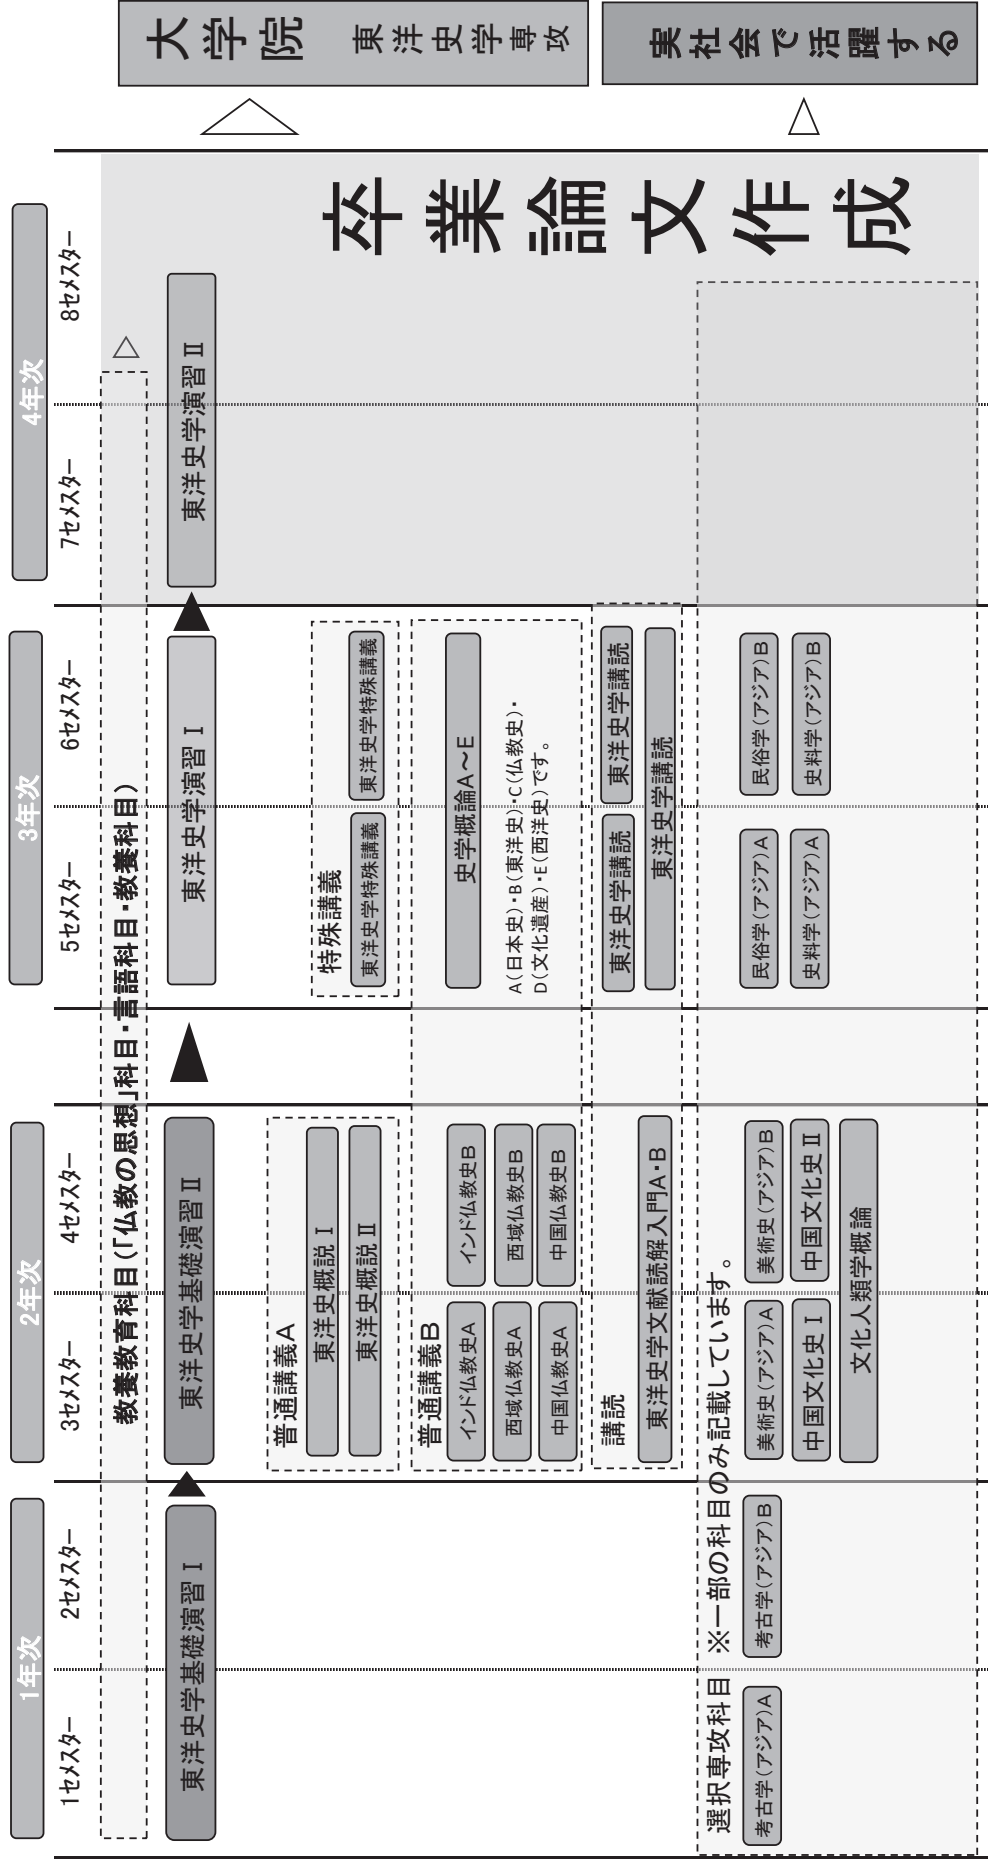 1年次
2年次
3年次
4年次
1セメスター
2セメスター
3セメスター
4セメスター
5セメスター
6セメスター
7セメスター
8セメスター
教養教育科目(「仏教の思想」科目・言語科目・教養科目)
東洋史学基礎演習Ⅰ
東洋史学基礎演習Ⅱ
東洋史学演習Ⅰ
東洋史学演習Ⅱ
普通講義A
東洋史概説Ⅰ
東洋史概説Ⅱ
特殊講義
東洋史学特殊講義
東洋史学特殊講義
普通講義B
インド仏教史A
インド仏教史B
西域仏教史A
西域仏教史B
中国仏教史A
中国仏教史B
史学概論A～E
A(日本史)・B(東洋史)・C(仏教史)・
D(文化遺産)・E(西洋史)です。
講読
東洋史学文献読解入門A・B
東洋史学講読
東洋史学講読
東洋史学講読
選択専攻科目 ※一部の科目のみ記載しています。
考古学(アジア)A
考古学(アジア)B
美術史(アジア)A
美術史(アジア)B
民俗学(アジア)A
民俗学(アジア)B
中国文化史Ⅰ
中国文化史Ⅱ
史料学(アジア)A
史料学(アジア)B
文化人類学概論
卒業論文作成
大学院 東洋史学専攻
実社会で活躍する